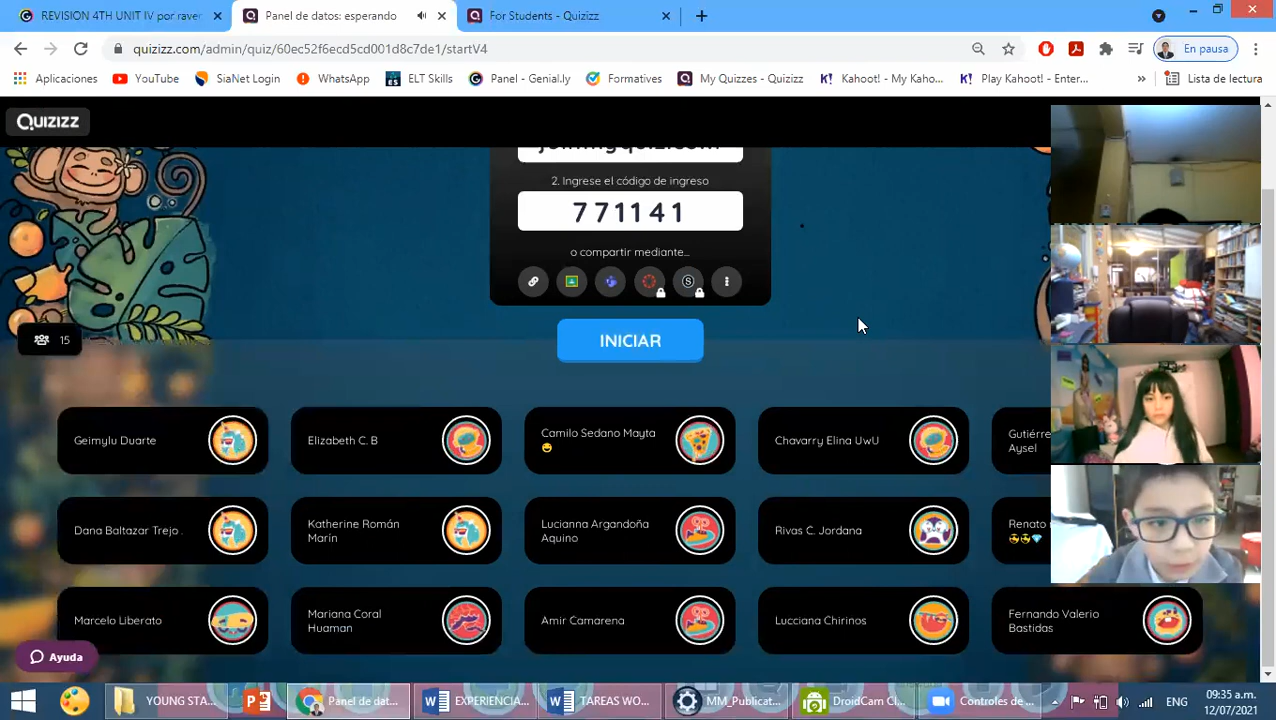 REVISION 4TH UNIT IV por raver
Panel de datos: esperando
For Students - Quizizz
quizizz.com/admin/quiz/60ec52f6ecd5cd001d8c7de1/startV4
En pausa
Aplicaciones
YouTube
SiaNet Login
WhatsApp
ELT Skills
Panel - Genial.ly
Formatives
My Quizzes - Quizizz
Kahoot! - My Kaho...
Play Kahoot! - Enter...
»
Lista de lectura
Quizizz
2. Ingrese el código de ingreso
771141
o compartir mediante...
15
INICIAR
Geimylu Duarte
Elizabeth C. B
Camilo Sedano Mayta
😄
Chavarry Elina UwU
Gutiérre
Aysel
Dana Baltazar Trejo .
Katherine Román
Marín
Lucianna Argandoña
Aquino
Rivas C. Jordana
Renato
Marcelo Liberato
Mariana Coral
Huaman
Amir Camarena
Lucciana Chirinos
Fernando Valerio
Bastidas
Ayuda
YOUNG STA...
Panel de dat...
EXPERIENCIA...
TAREAS WO...
MM_Publicat...
DroidCam Cl...
Controles de ...
ENG
09:35 a.m.
12/07/2021